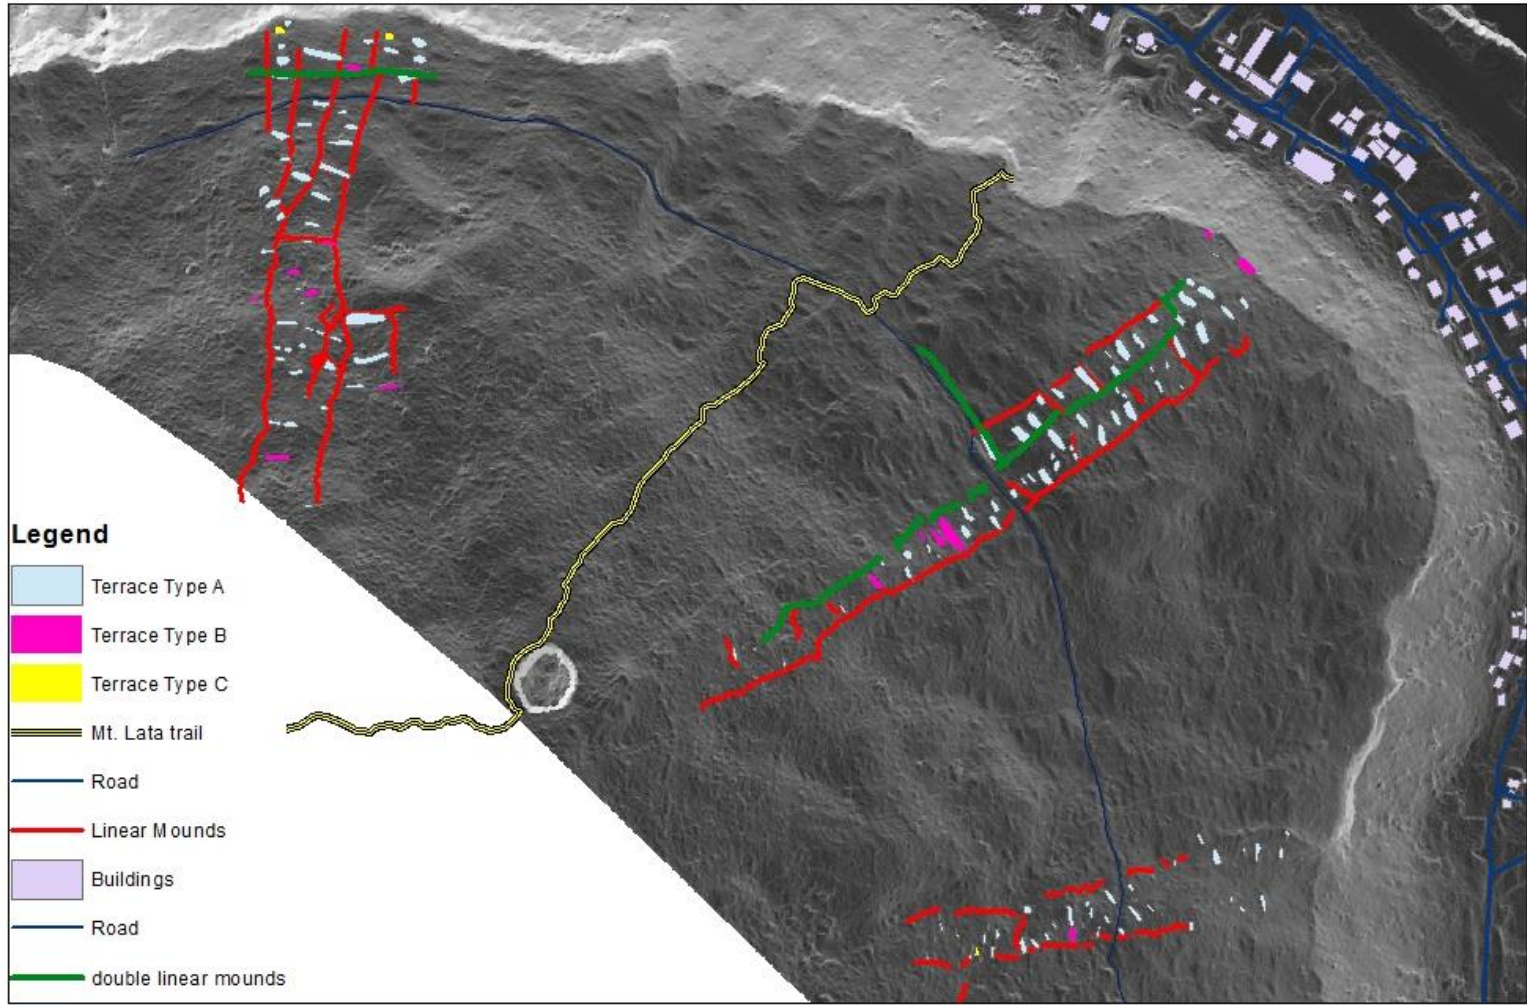 Legend
Terrace Type A
Terrace Type B
Terrace Type C
Mt. Lata trail
Road
Linear Mounds
Buildings
Road
double linear mounds